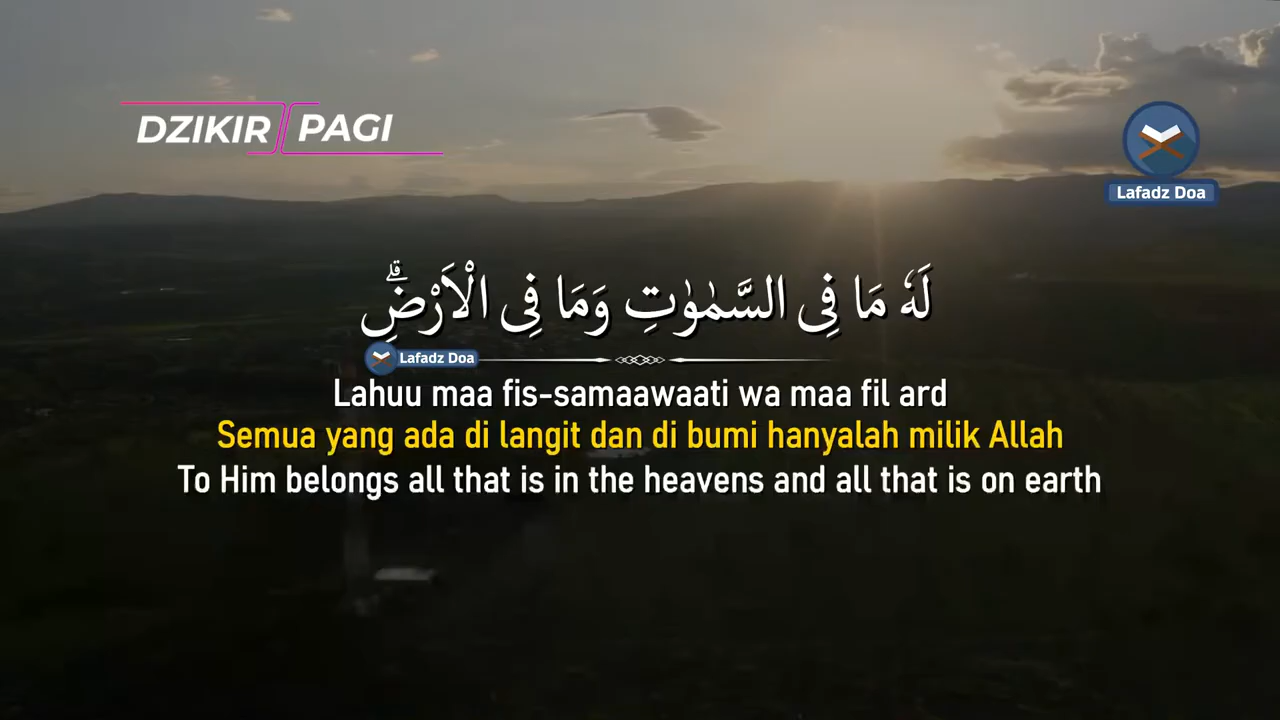 DZIKIR PAGI
Lafadz Doa
لَهٗ مَا فِى السَّمٰوٰتِ وَمَا فِى الْاَرْضِۗ
Lafadz Doa
Lahuu maa fis-samaawaati wa maa fil ard
Semua yang ada di langit dan di bumi hanyalah milik Allah
To Him belongs all that is in the heavens and all that is on earth